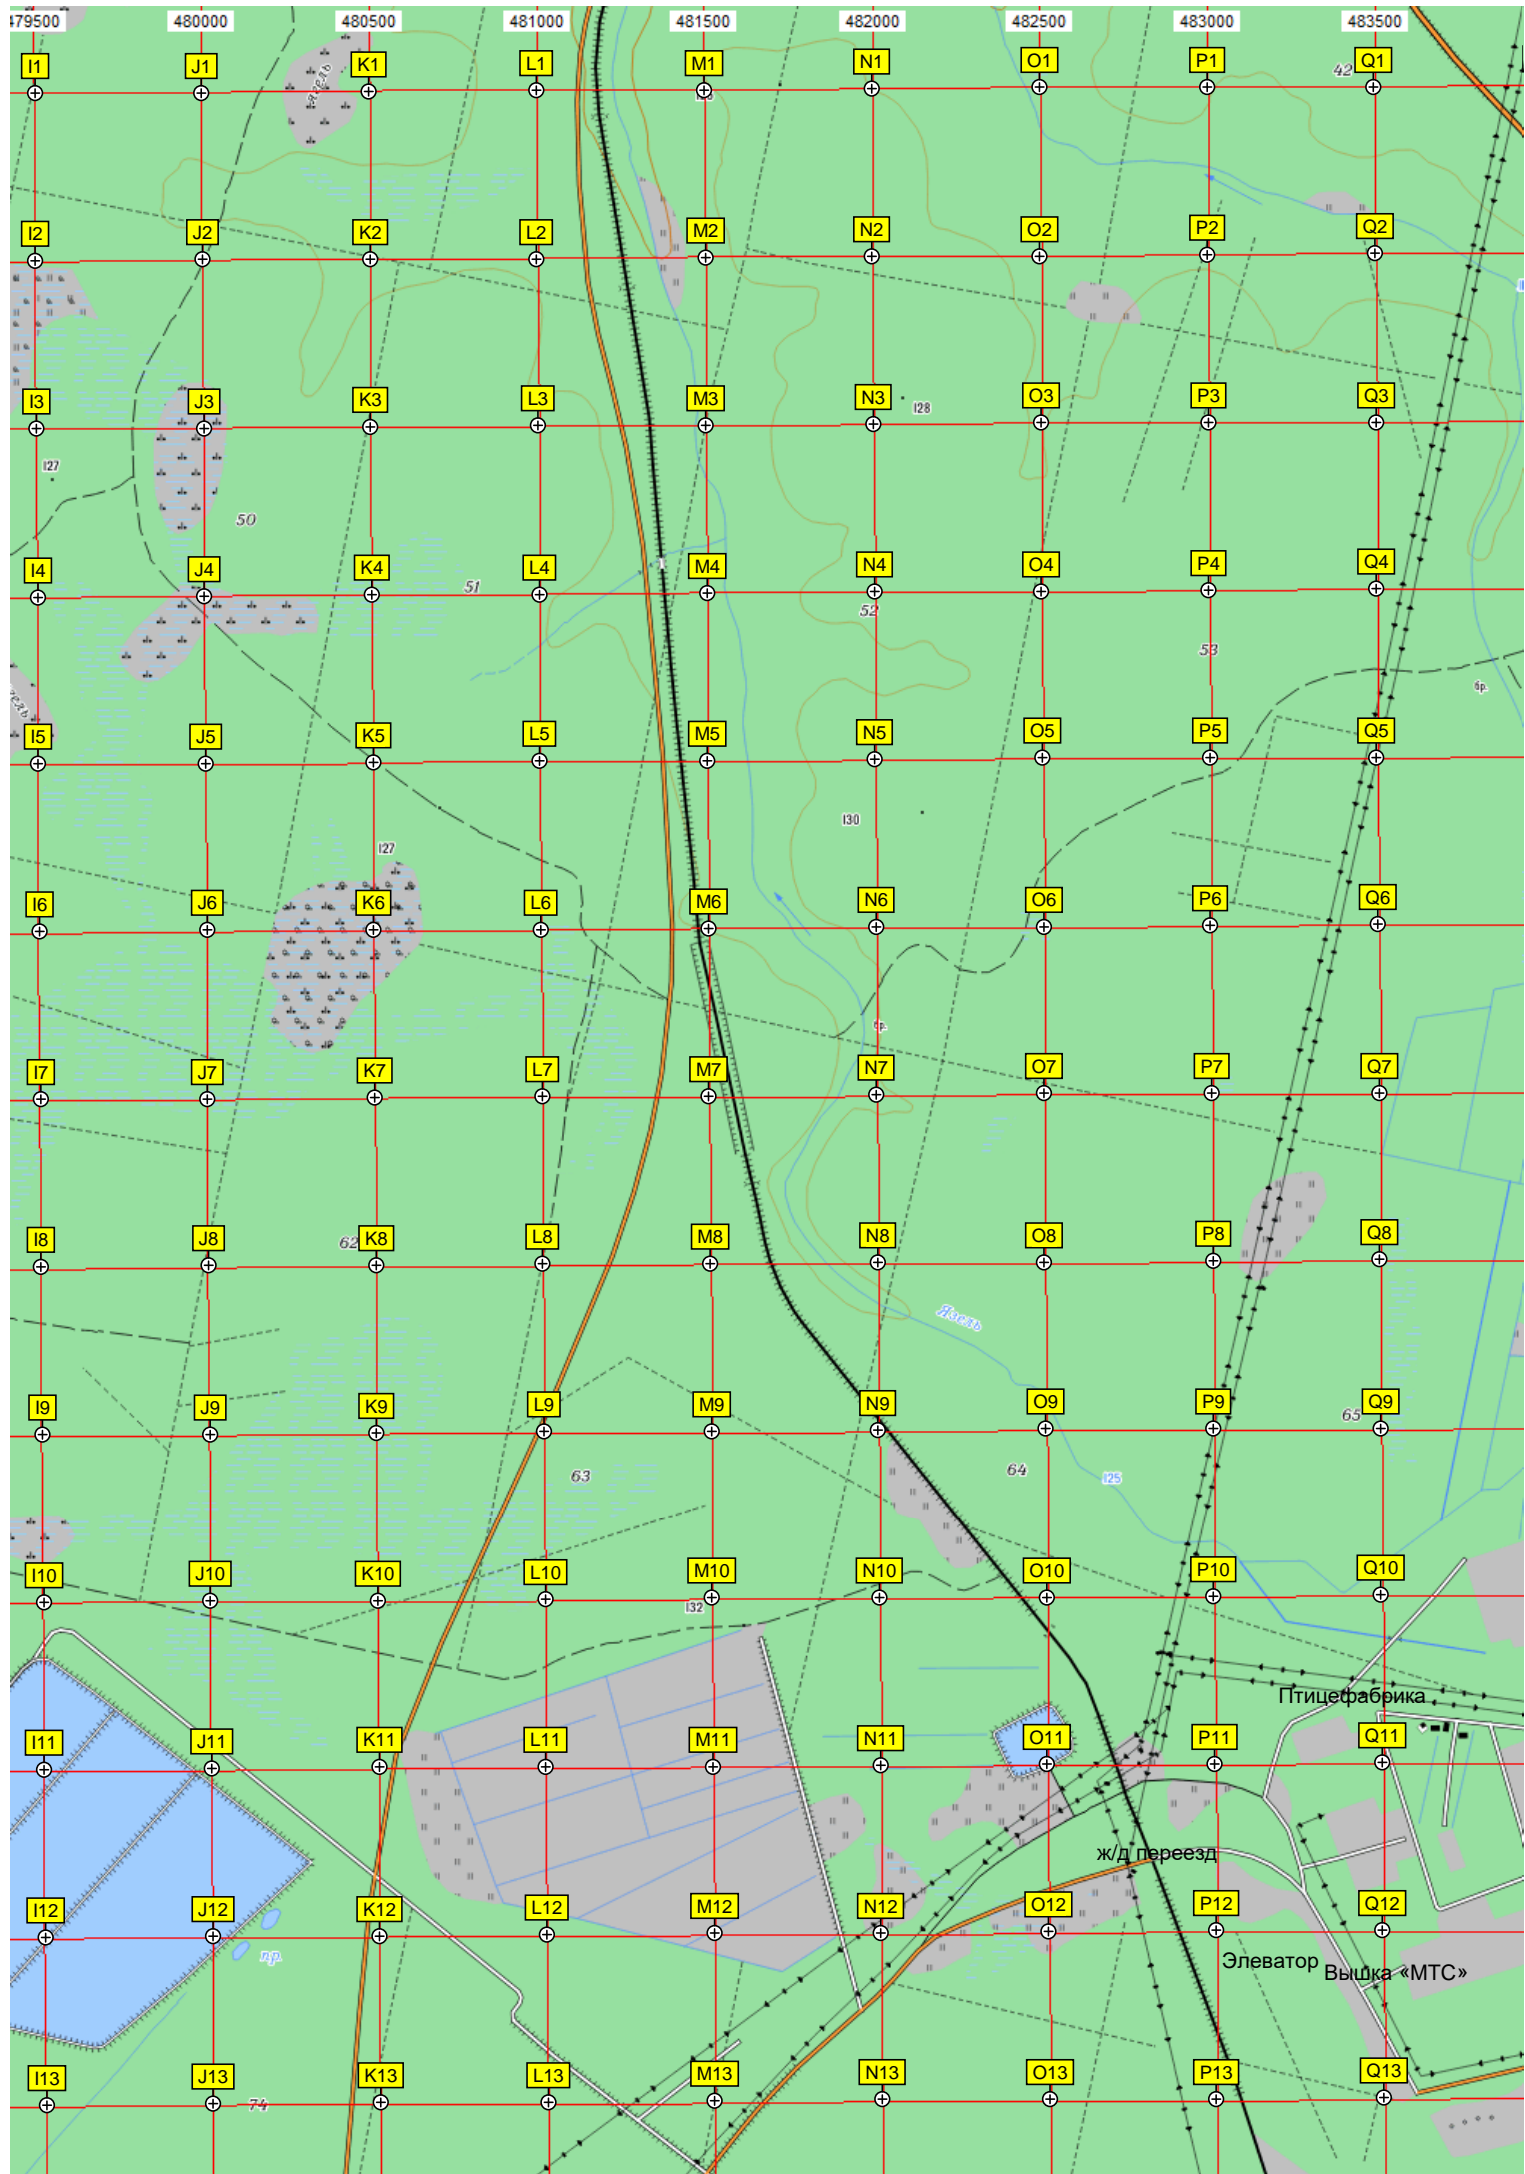 479500 480000 480500 481000 481500 482000 482500 483000 483500
I1 J1 K1 L1 M1 N1 O1 P1 42 Q1
Ягель
I2 J2 K2 L2 M2 N2 O2 P2 Q2
I3 J3 K3 L3 M3 N3 128 O3 P3 Q3
127
50
I4 J4 K4 51 L4 M4 N4 O4 P4 Q4
52
53
бр.
I5 J5 K5 L5 M5 N5 O5 P5 Q5
130
127
I6 J6 K6 L6 M6 N6 O6 P6 Q6
бр.
I7 J7 K7 L7 M7 N7 O7 P7 Q7
I8 J8 62 K8 L8 M8 N8 O8 P8 Q8
Язель
I9 J9 K9 L9 M9 N9 O9 P9 65 Q9
63 64 125
I10 J10 K10 L10 M10 N10 O10 P10 Q10
132
Птицефабрика
I11 J11 K11 L11 M11 N11 O11 P11 Q11
ж/д переезд
I12 J12 K12 L12 M12 N12 O12 P12 Q12
пр.
Элеватор Вышка «МТС»
I13 J13 K13 L13 M13 N13 O13 P13 Q13
74